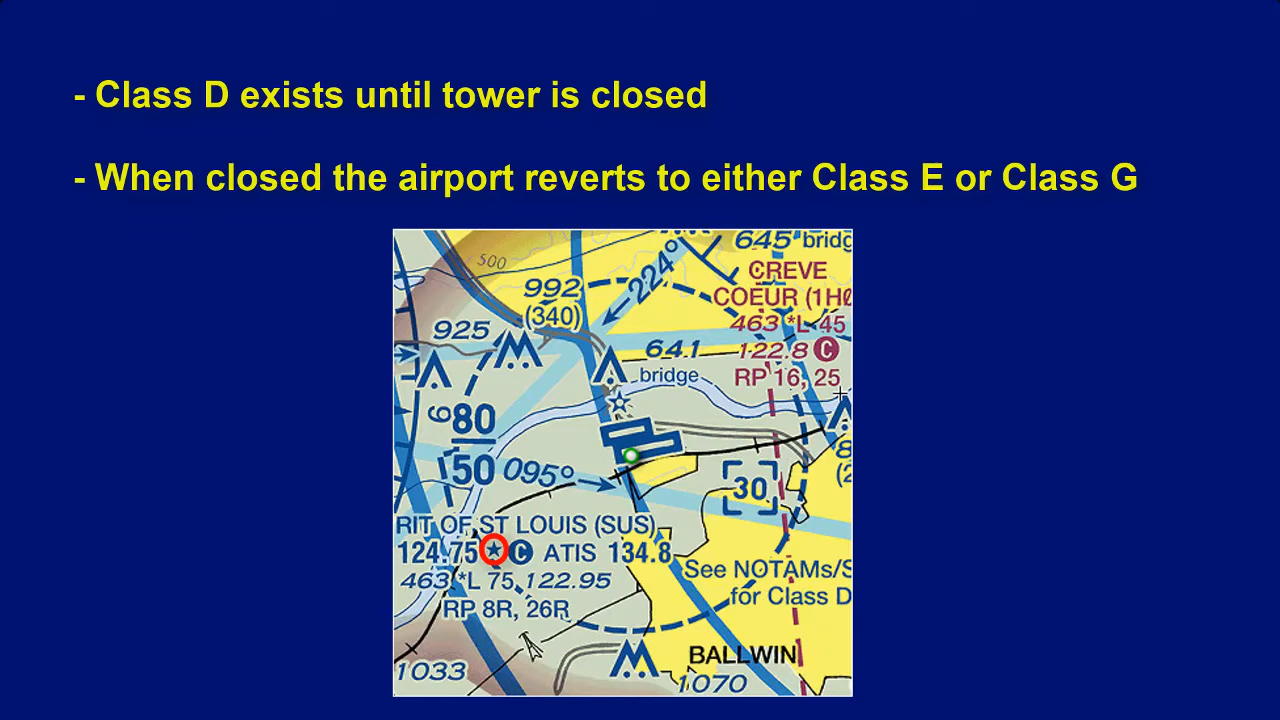 - Class D exists until tower is closed
- When closed the airport reverts to either Class E or Class G
645 bridg
500
224°
CREVE
992
COEUR (1HØ
(340)
463 *L 45
925
64.1
122.8 C
bridge
RP 16, 25
80
50
095°
30
RIT OF ST LOUIS (SUS)
124.75 ★ C ATIS 134.8
463 *L 75 122.95
See NOTAMs/S
for Class D
RP 8R, 26R
BALLWIN
1033
1070